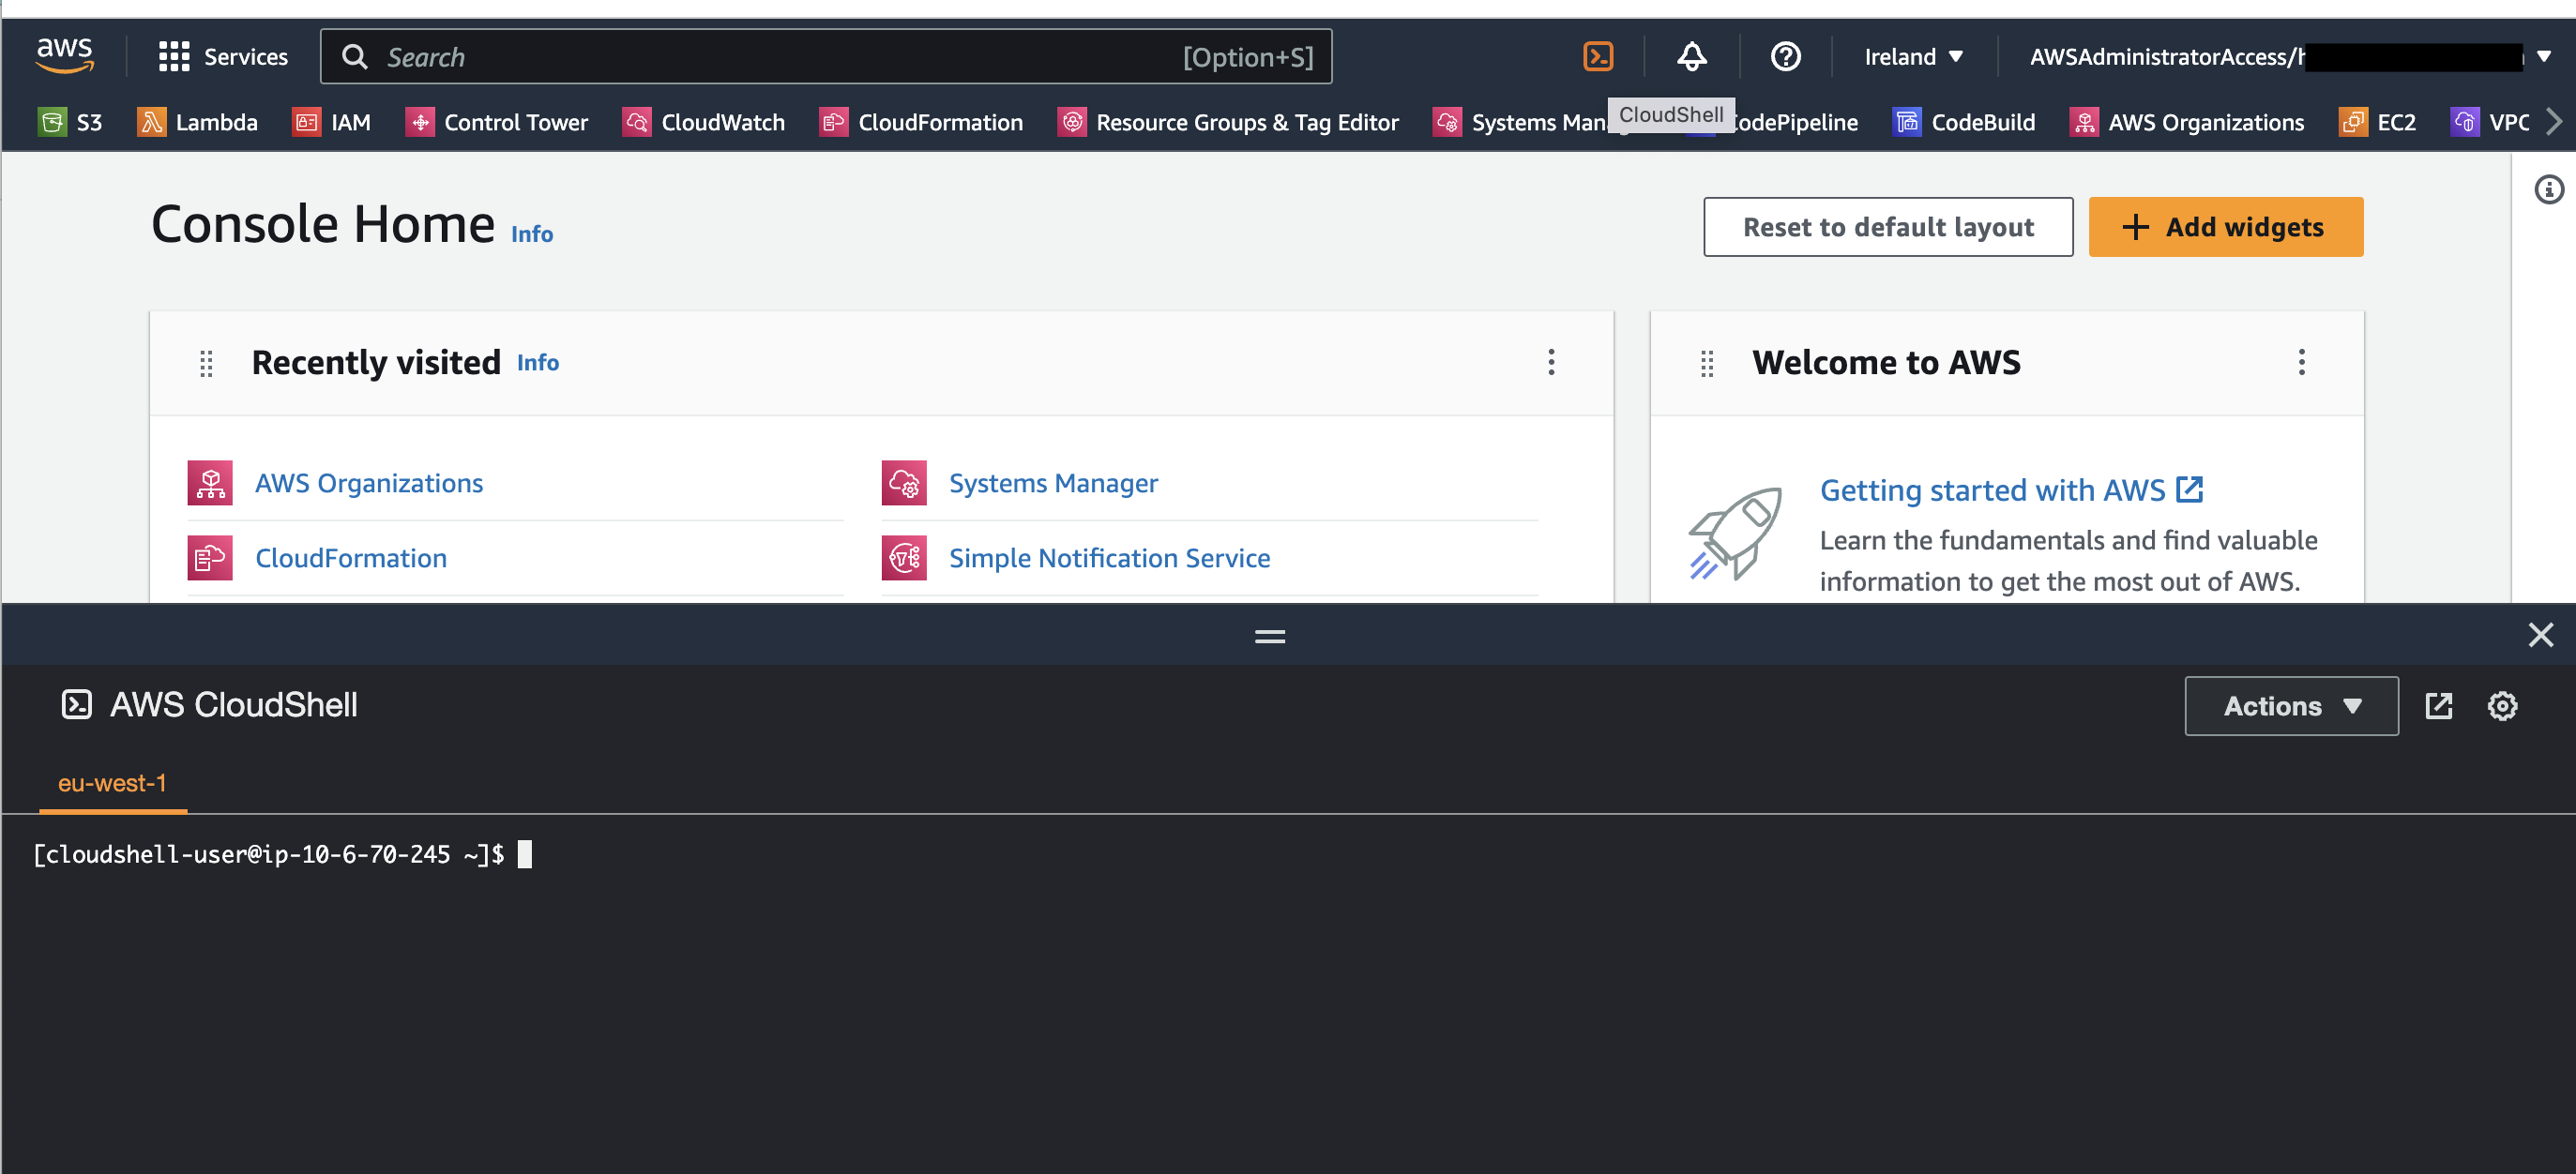 aws
Services
Search [Option+S]
Ireland
AWSAdministratorAccess/
S3
Lambda
IAM
Control Tower
CloudWatch
CloudFormation
Resource Groups & Tag Editor
Systems
CloudShell
CodeBuild
AWS Organizations
EC2
VPC
Console Home Info
Reset to default layout
Add widgets
Recently visited Info
AWS Organizations
Systems Manager
CloudFormation
Simple Notification Service
Welcome to AWS
Getting started with AWS
Learn the fundamentals and find valuable
information to get the most out of AWS.
AWS CloudShell
Actions
eu-west-1
[cloudshell-user@ip-10-6-70-245 ~]$